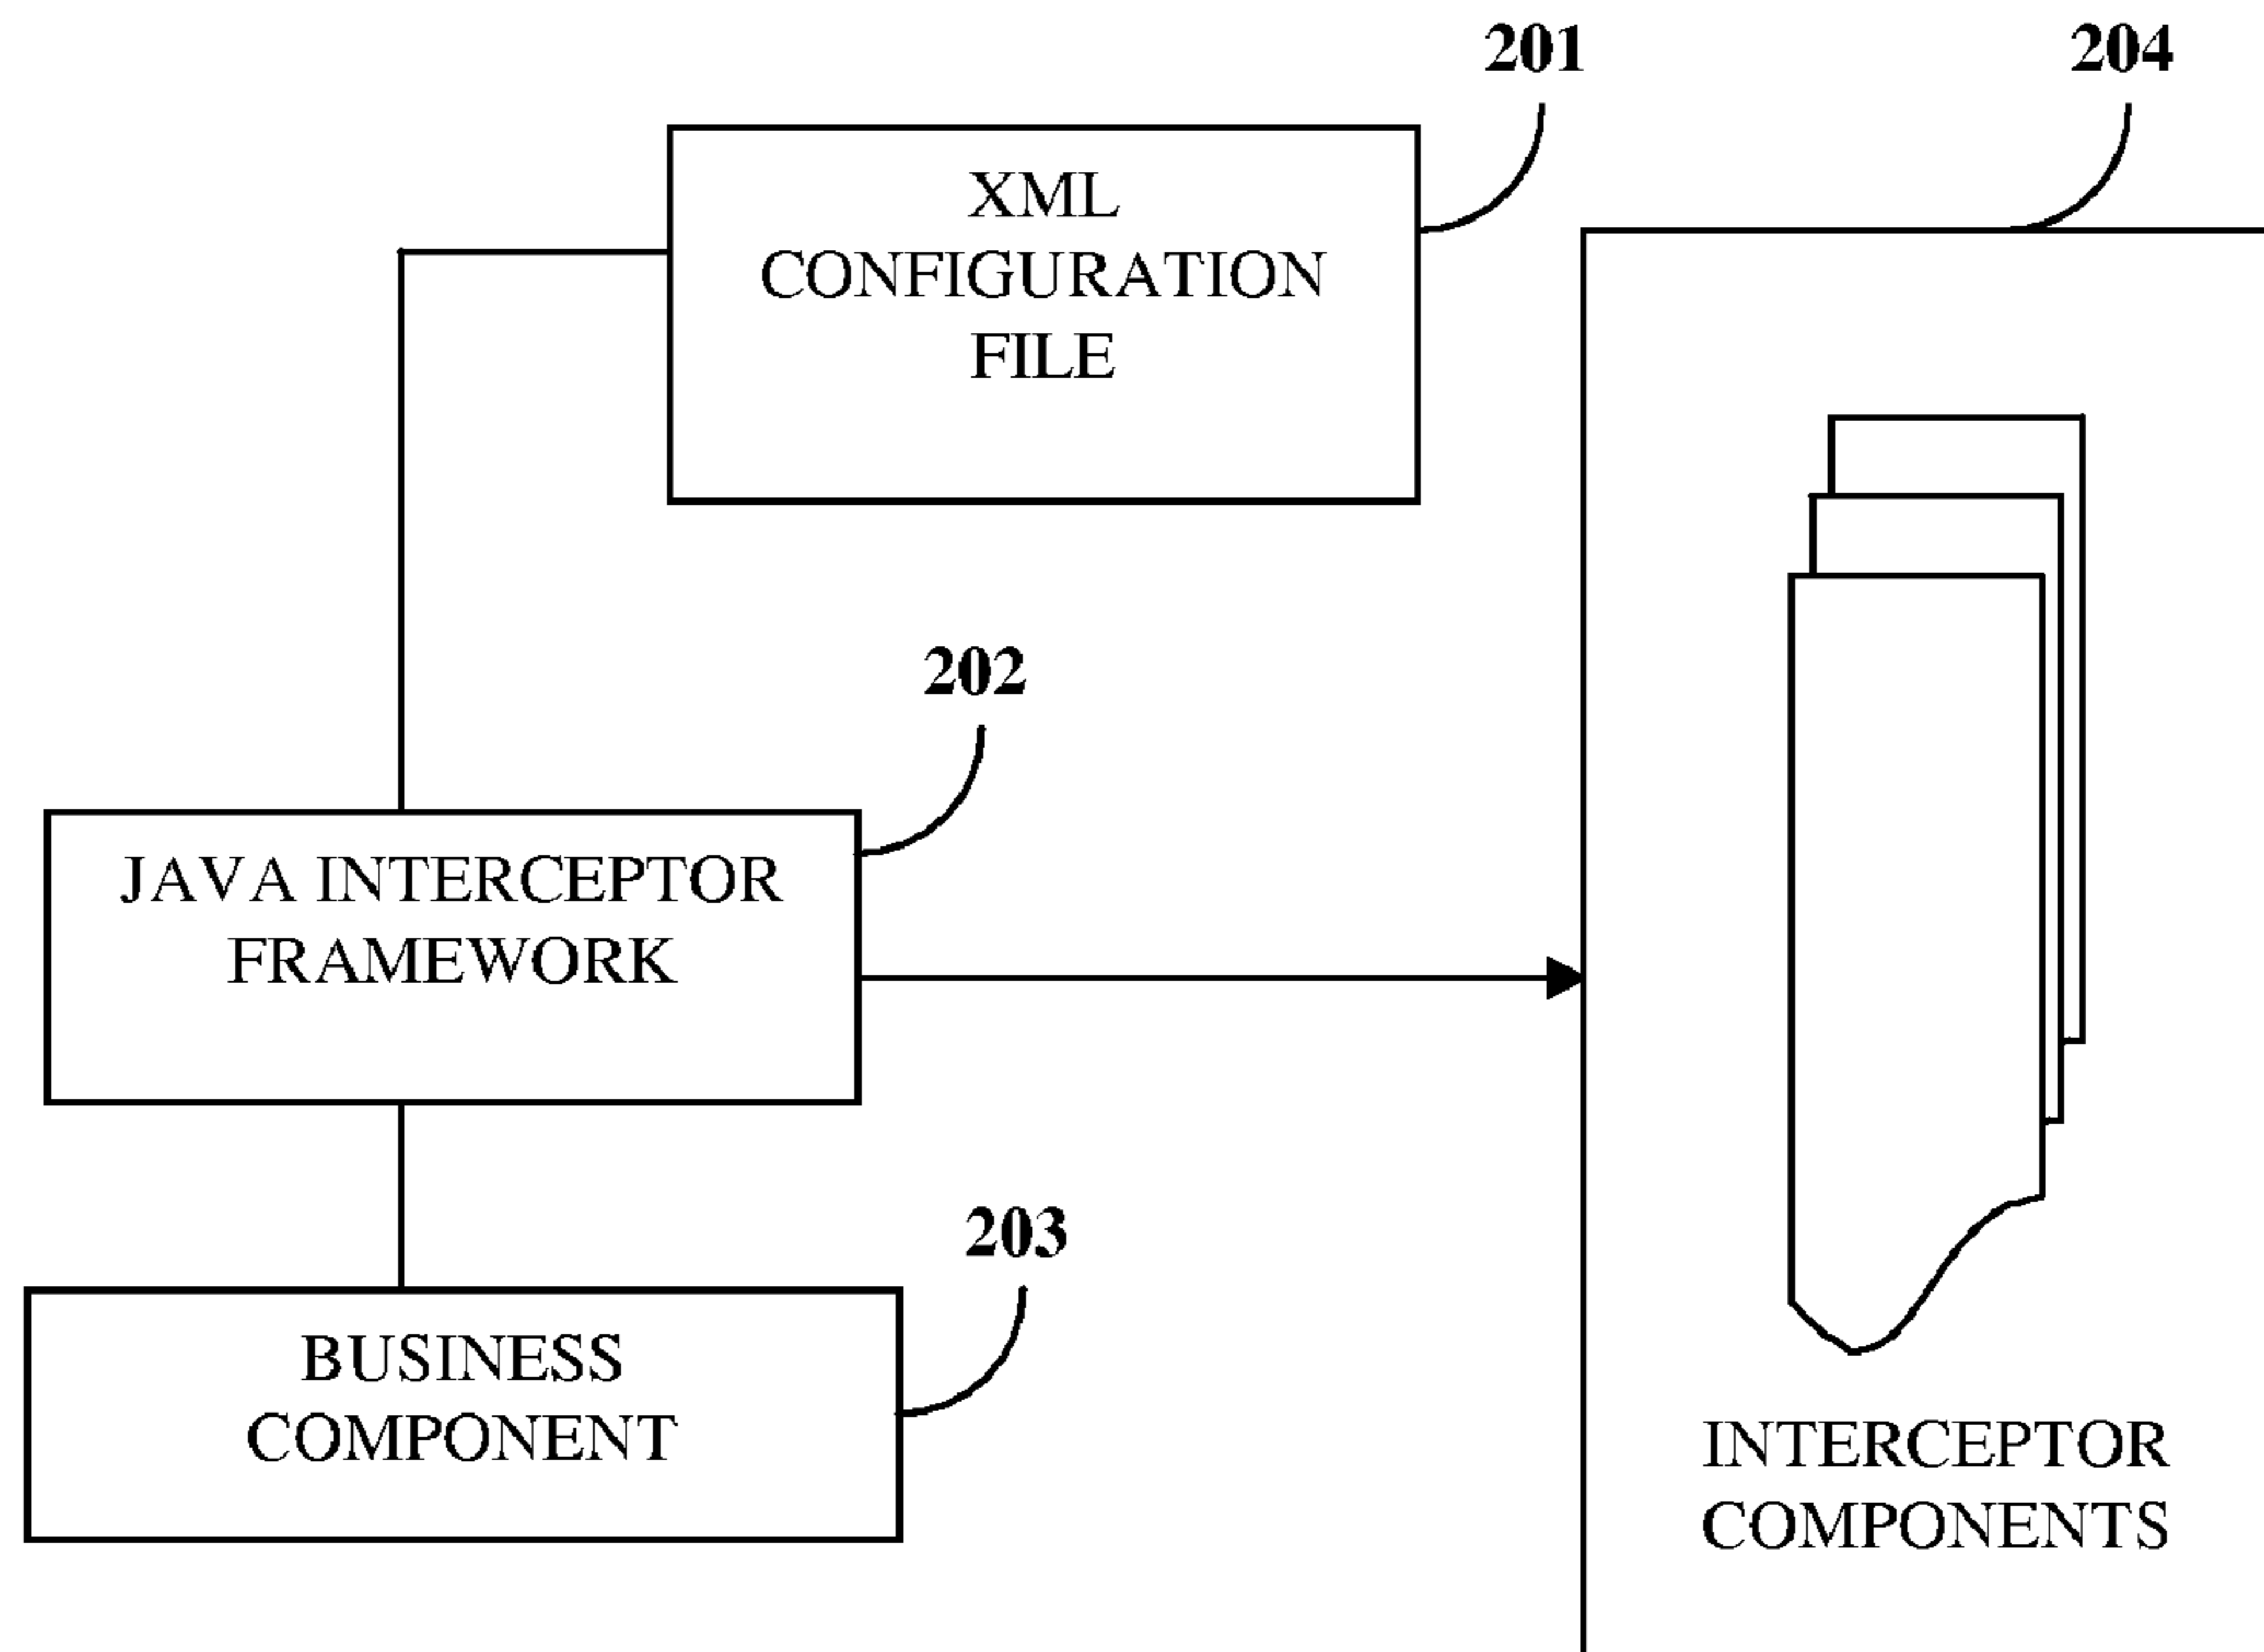 201
204
XML
CONFIGURATION
FILE
202
JAVA INTERCEPTOR
FRAMEWORK
203
BUSINESS
COMPONENT
INTERCEPTOR
COMPONENTS